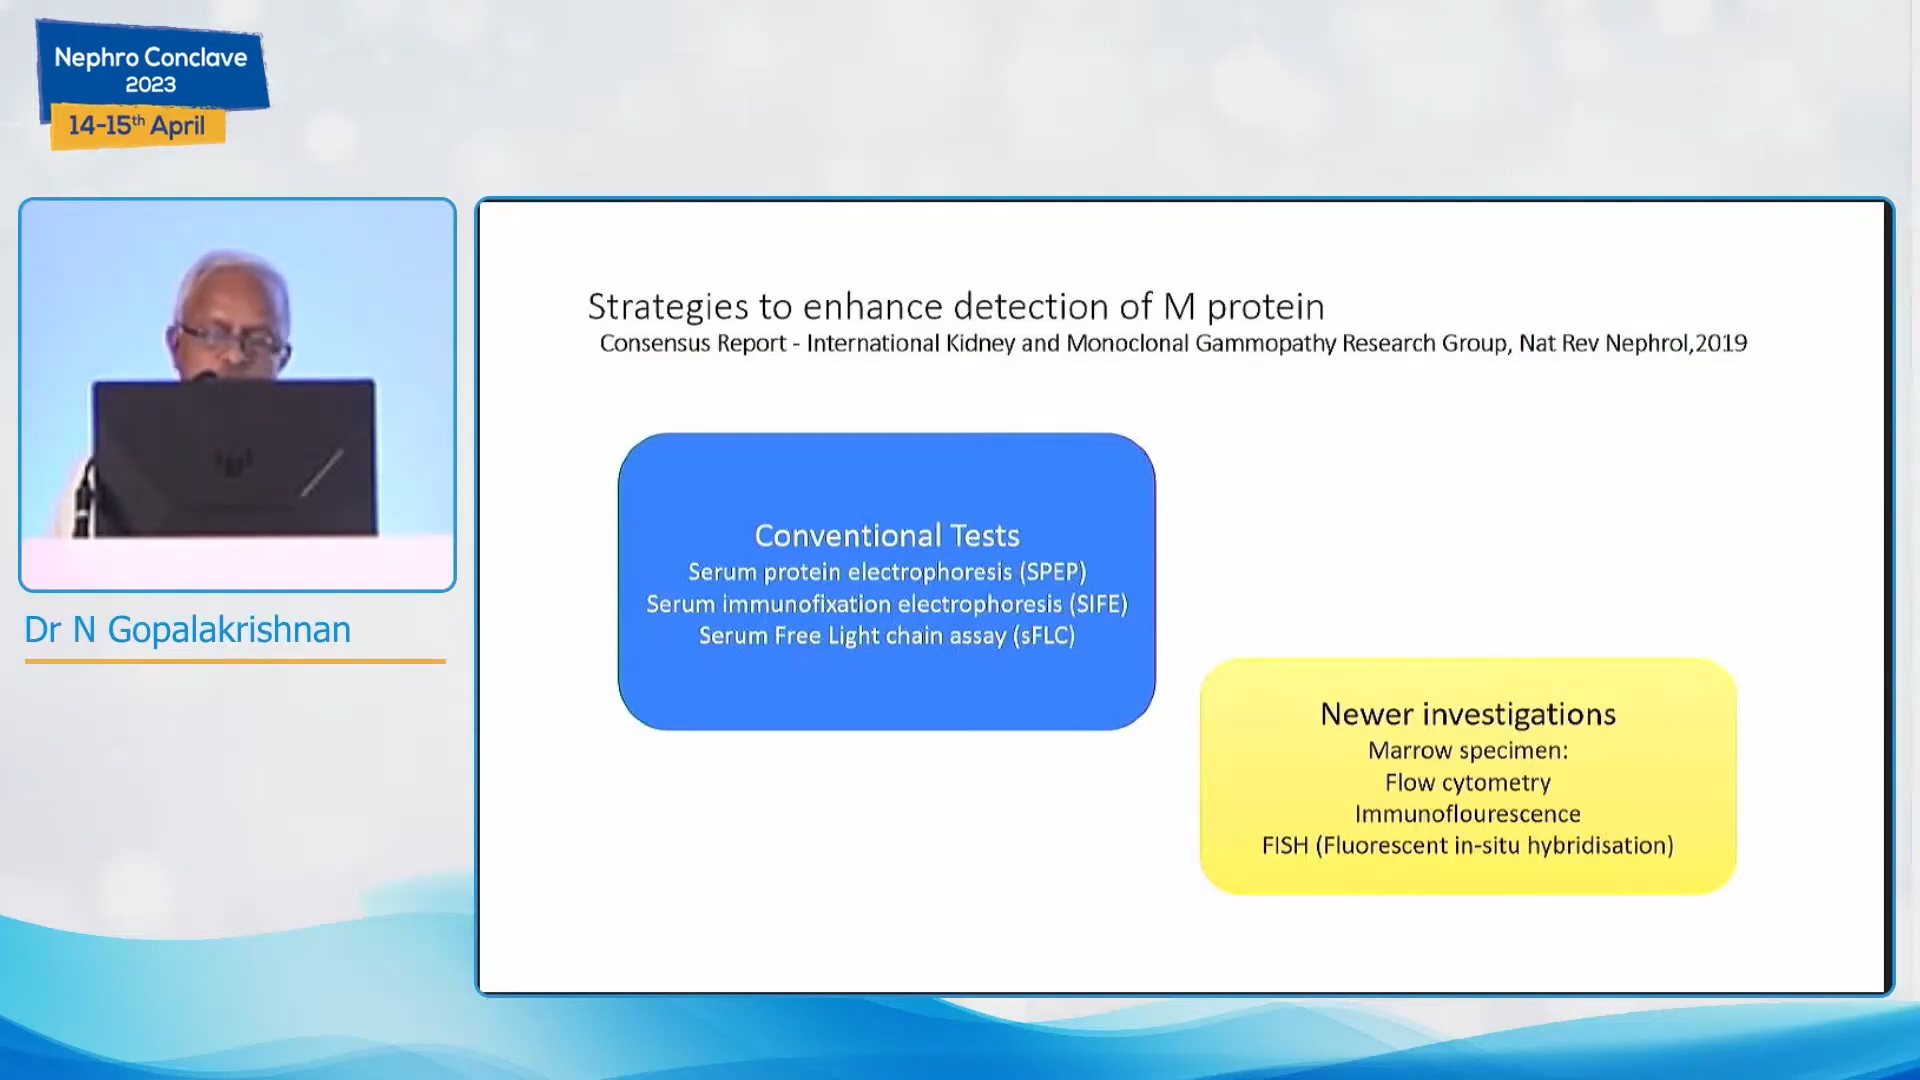 Nephro Conclave
2023
14-15th April
Dr N Gopalakrishnan
Strategies to enhance detection of M protein
Consensus Report - International Kidney and Monoclonal Gammopathy Research Group, Nat Rev Nephrol,2019
Conventional Tests
Serum protein electrophoresis (SPEP)
Serum immunofixation electrophoresis (SIFE)
Serum Free Light chain assay (sFLC)
Newer investigations
Marrow specimen:
Flow cytometry
Immunoflourescence
FISH (Fluorescent in-situ hybridisation)